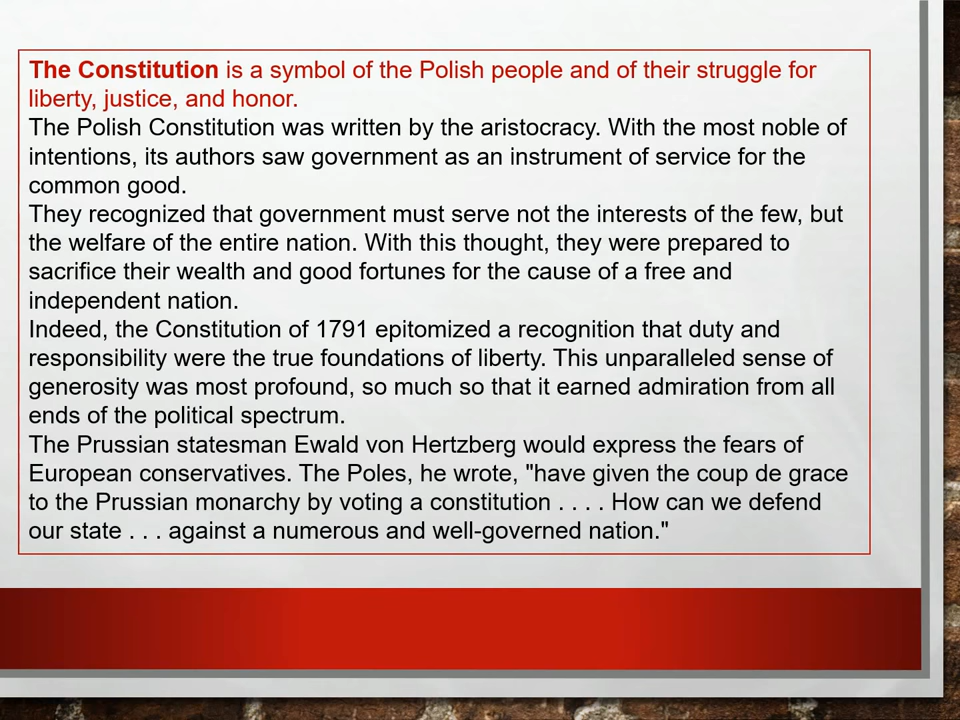 The Constitution is a symbol of the Polish people and of their struggle for
liberty, justice, and honor.
The Polish Constitution was written by the aristocracy. With the most noble of
intentions, its authors saw government as an instrument of service for the
common good.
They recognized that government must serve not the interests of the few, but
the welfare of the entire nation. With this thought, they were prepared to
sacrifice their wealth and good fortunes for the cause of a free and
independent nation.
Indeed, the Constitution of 1791 epitomized a recognition that duty and
responsibility were the true foundations of liberty. This unparalleled sense of
generosity was most profound, so much so that it earned admiration from all
ends of the political spectrum.
The Prussian statesman Ewald von Hertzberg would express the fears of
European conservatives. The Poles, he wrote, "have given the coup de grace
to the Prussian monarchy by voting a constitution . . . . How can we defend
our state . . . against a numerous and well-governed nation."